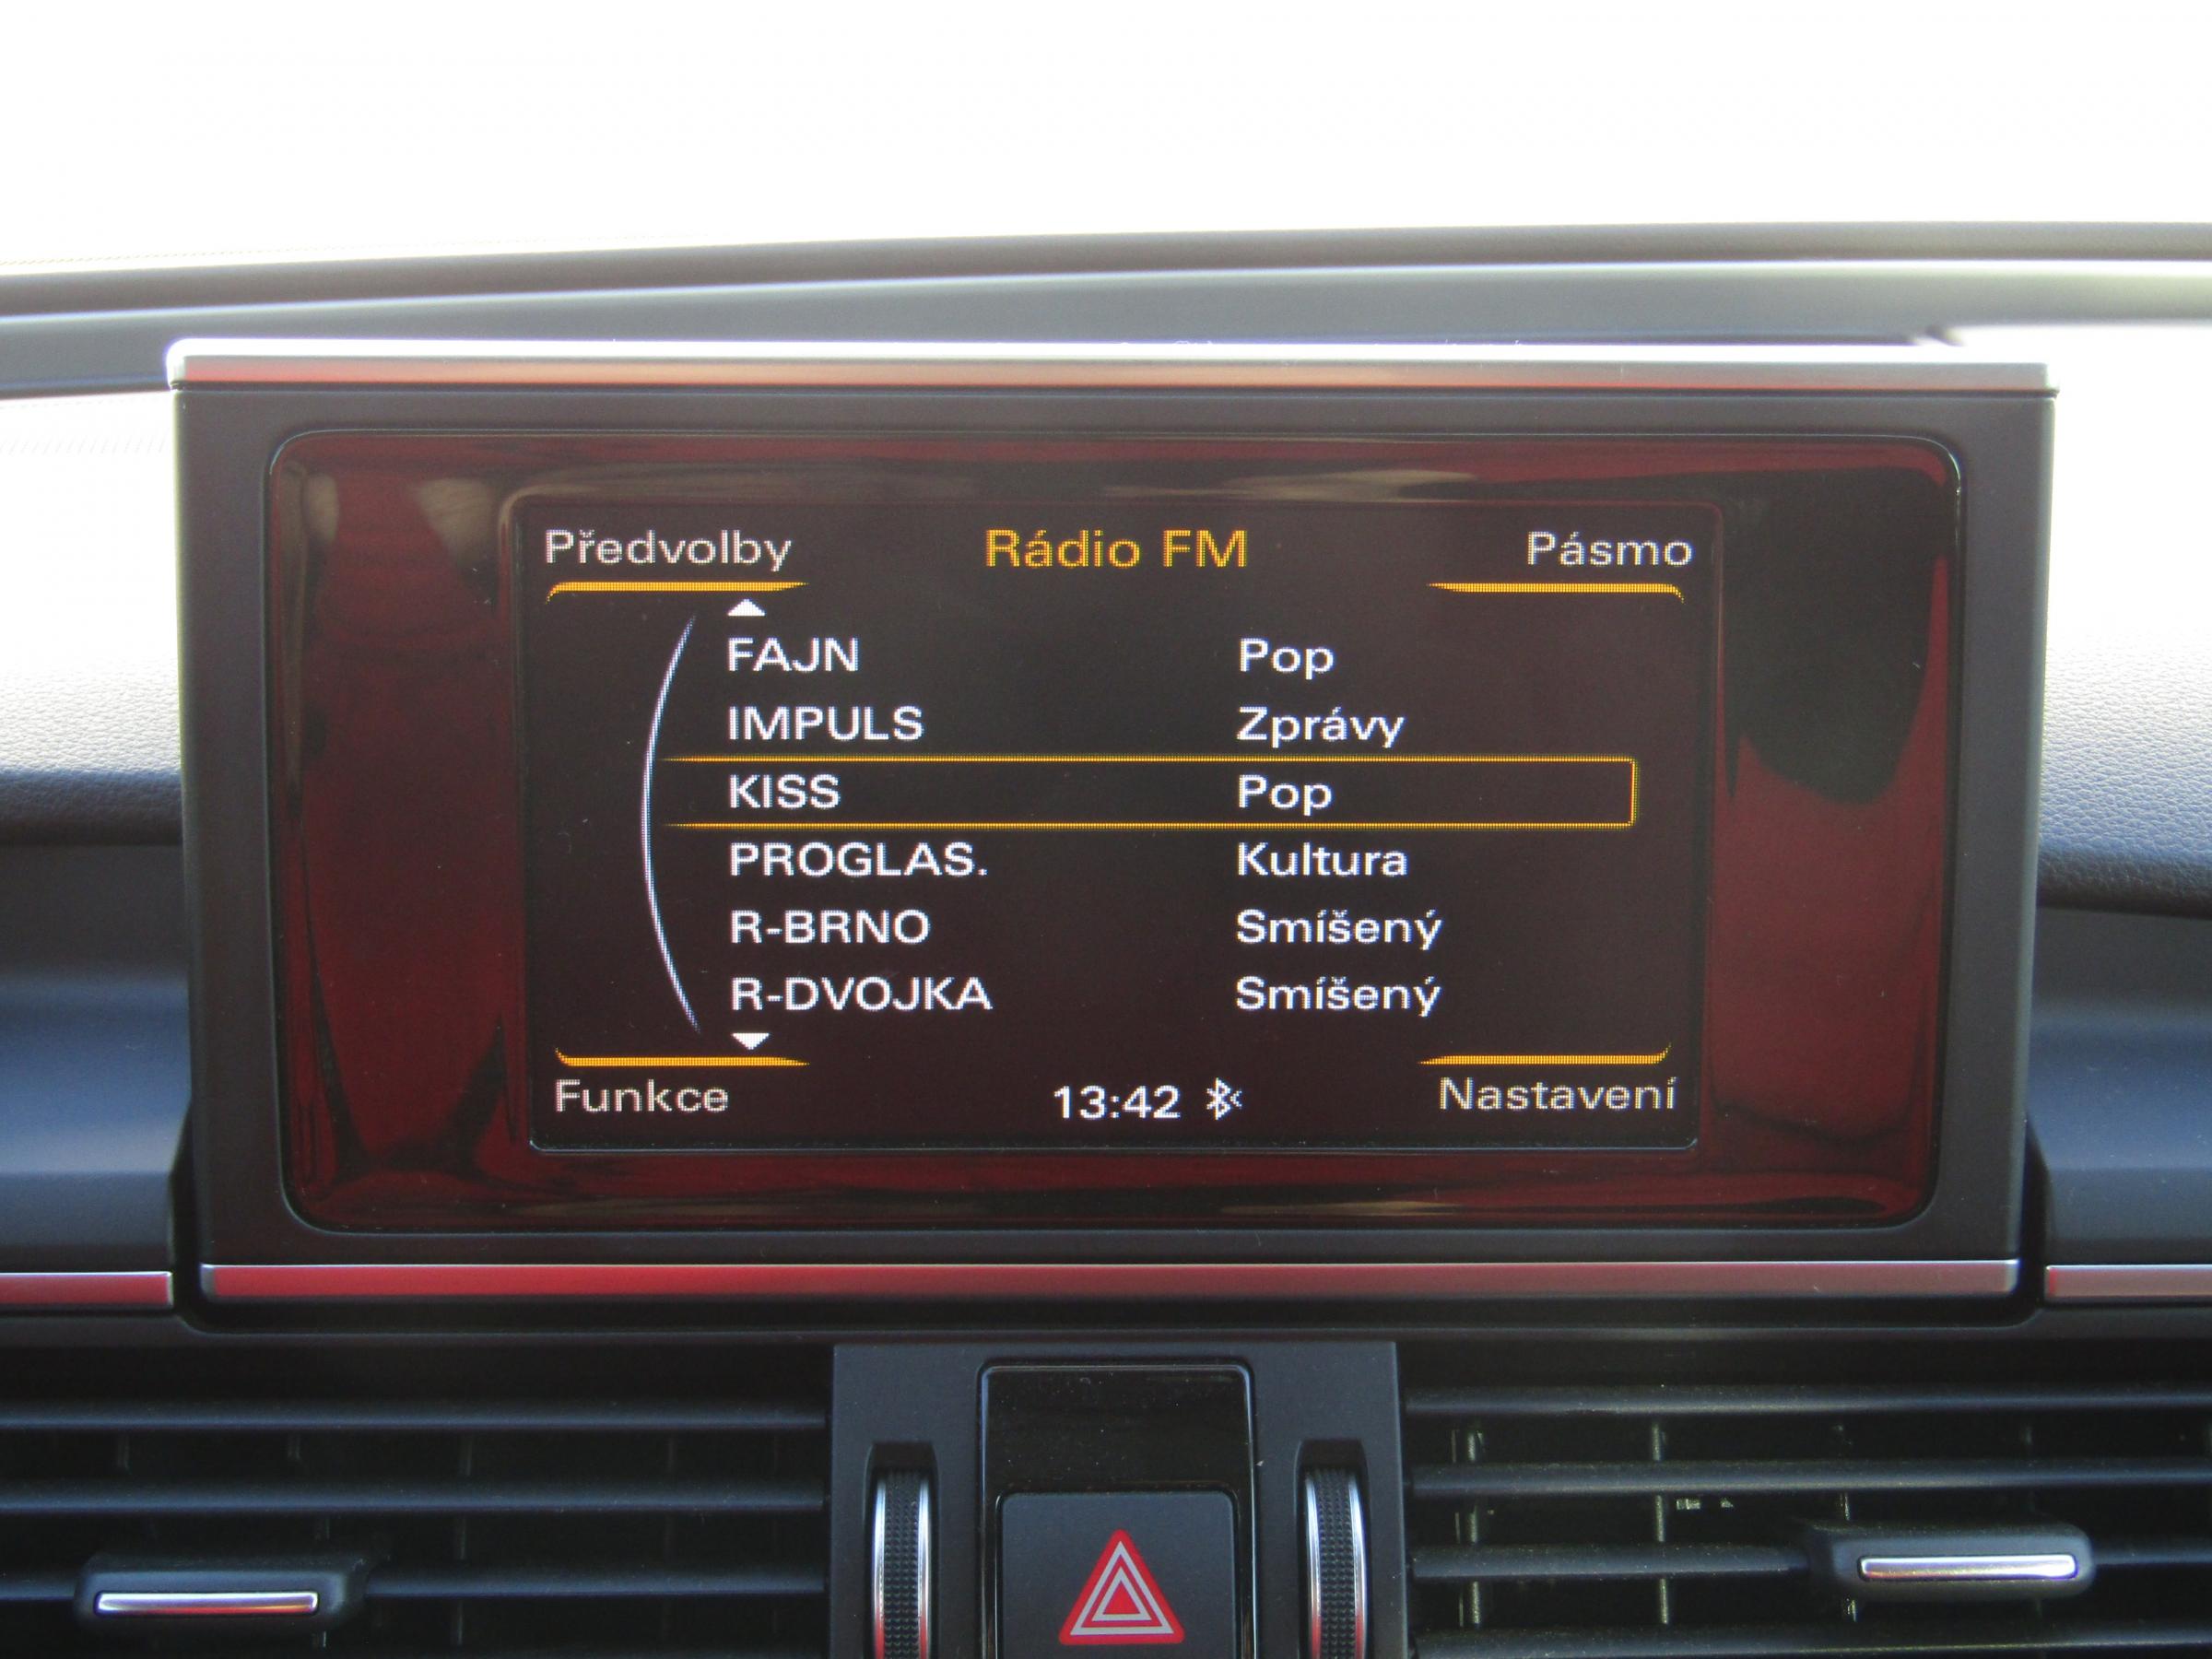 Předvolby Rádio FM Pásmo
FAJN Pop
IMPULS Zprávy
KISS Pop
PROGLAS. Kultura
R-BRNO Smíšený
R-DVOJKA Smíšený
Funkce 13:42 Nastavení